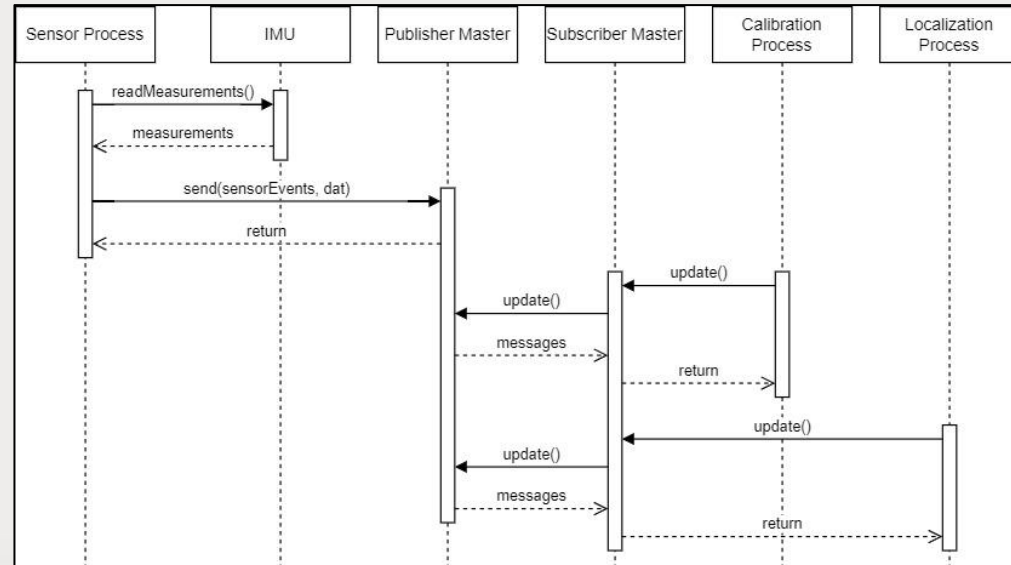 Sensor Process
IMU
Publisher Master
Subscriber Master
Calibration
Process
Localization
Process
readMeasurements()
measurements
send(sensorEvents, dat)
return
update()
update()
messages
return
update()
update()
messages
return